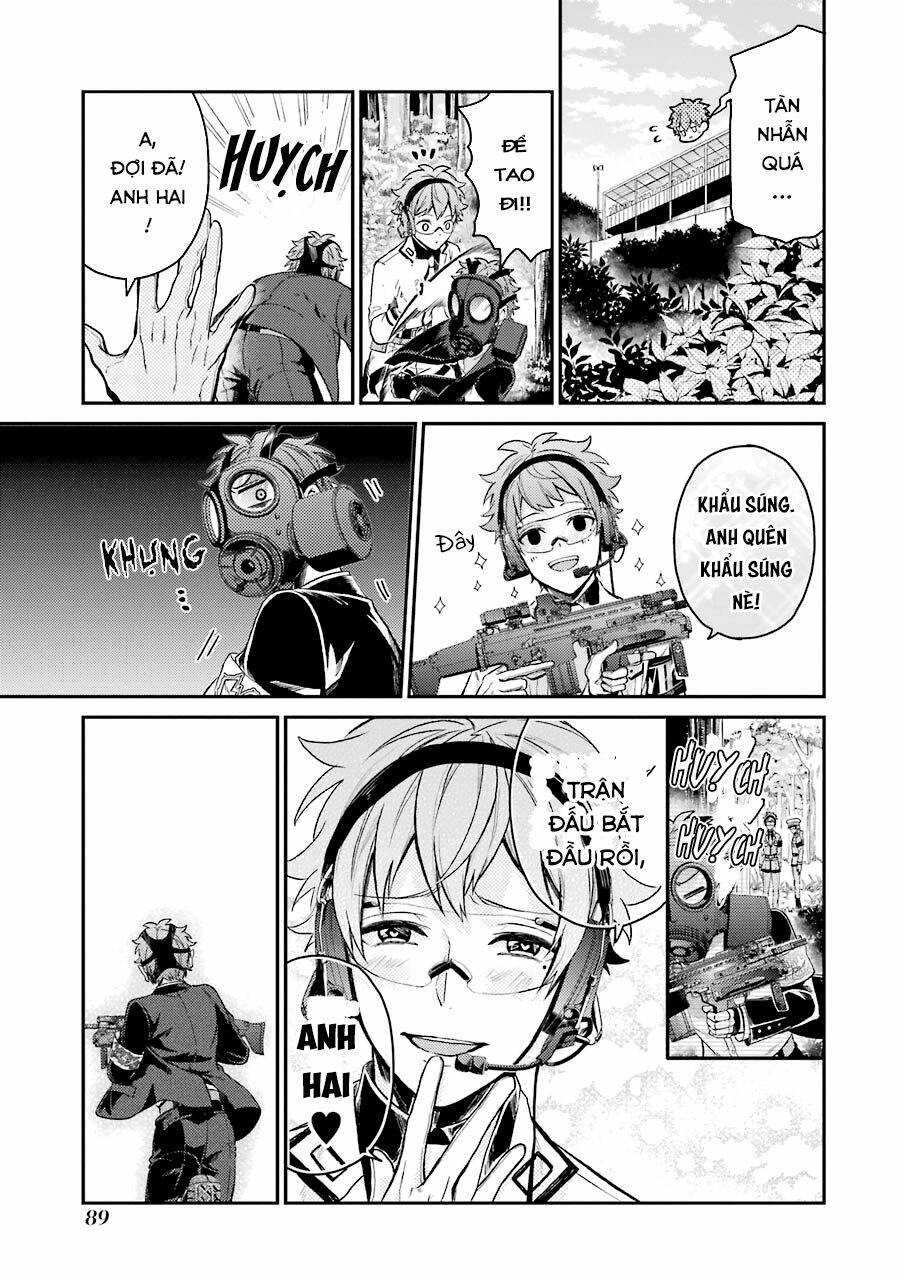 TÀN
NHẪN
QUÁ
...
ĐỂ
TAO
ĐI!!
HUỴCH
A,
ĐỢI ĐÃ!
ANH HAI
!
KHẨU SÚNG.
ANH QUÊN
KHẨU SÚNG
NÈ!
Đây
KHỰNG
...
HUỴCH
HUỴCH
TRẬN
ĐẤU BẮT
ĐẦU RỒI,
ANH
HAI
♥
89